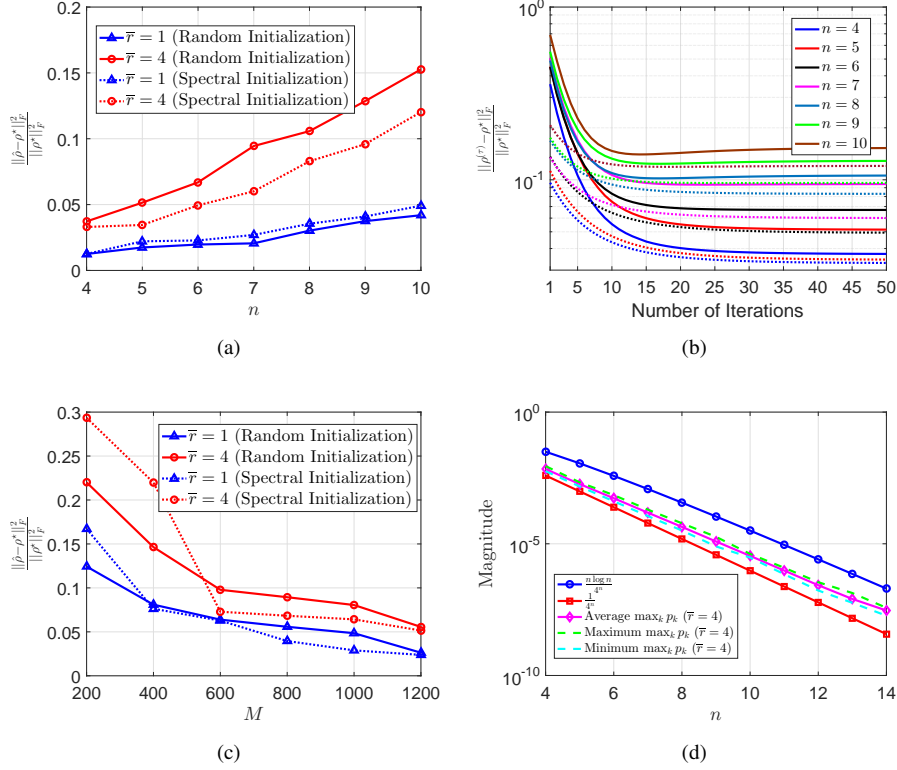 0.15
0.1
0.05
0
4 5 6 7 8 9 10
n
||ρ̂−ρ*||²_F / ||ρ*||²_F
r̄ = 1 (Random Initialization)
r̄ = 4 (Random Initialization)
r̄ = 1 (Spectral Initialization)
r̄ = 4 (Spectral Initialization)
(a)
10^0
10^-1
1 5 10 15 20 25 30 35 40 45 50
Number of Iterations
||ρ^(τ)−ρ*||²_F / ||ρ*||²_F
n = 4
n = 5
n = 6
n = 7
n = 8
n = 9
n = 10
(b)
0.3
0.25
0.2
0.15
0.1
0.05
0
200 400 600 800 1000 1200
M
||ρ̂−ρ*||²_F / ||ρ*||²_F
r̄ = 1 (Random Initialization)
r̄ = 4 (Random Initialization)
r̄ = 1 (Spectral Initialization)
r̄ = 4 (Spectral Initialization)
(c)
10^0
10^-5
10^-10
4 6 8 10 12 14
n
Magnitude
n log n / 4^n
1 / 4^n
Average max_k p_k (r̄ = 4)
Maximum max_k p_k (r̄ = 4)
Minimum max_k p_k (r̄ = 4)
(d)